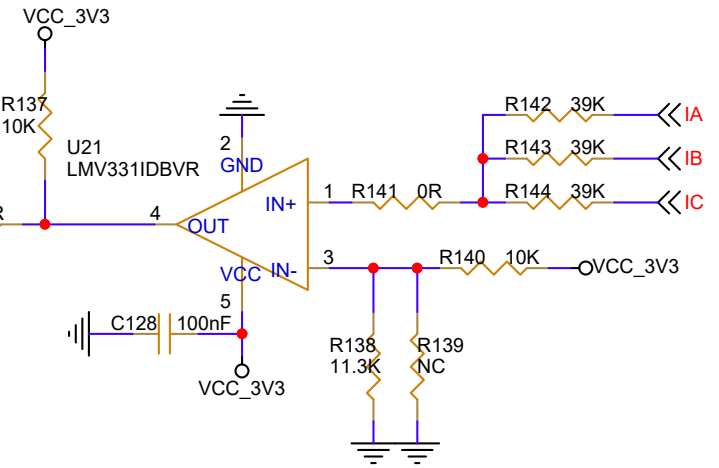 VCC_3V3
R137
10K
U21
LMV331IDBVR
2
GND
IN+
1
R141 0R
R142 39K
IA
R143 39K
IB
R144 39K
IC
4
OUT
VCC
IN-
3
R140 10K
VCC_3V3
5
C128 100nF
VCC_3V3
R138
11.3K
R139
NC